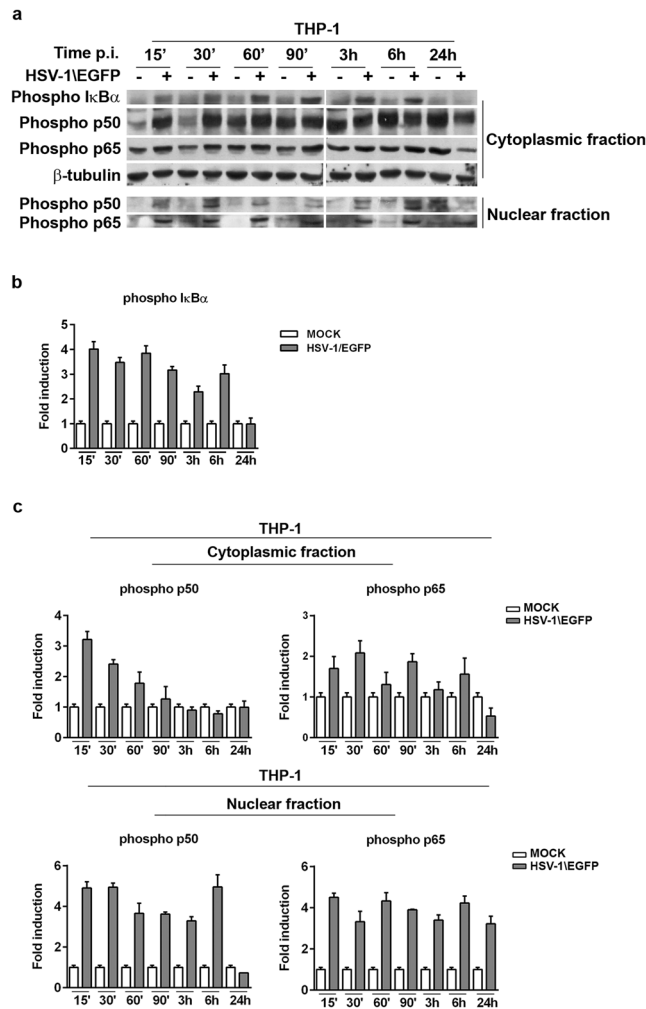 a
THP-1
Time p.i. 15’ 30’ 60’ 90’ 3h 6h 24h
HSV-1\EGFP - + - + - + - + - + - + - +
Phospho IκBα
Phospho p50
Phospho p65
β-tubulin
Cytoplasmic fraction
Phospho p50
Phospho p65
Nuclear fraction
b
phospho IκBα
Fold induction
5
4
3
2
1
0
15' 30' 60' 90' 3h 6h 24h
MOCK
HSV-1/EGFP
c
THP-1
Cytoplasmic fraction
phospho p50
Fold induction
4
3
2
1
0
15' 30' 60' 90' 3h 6h 24h
phospho p65
Fold induction
3
2
1
0
15' 30' 60' 90' 3h 6h 24h
MOCK
HSV-1\EGFP
THP-1
Nuclear fraction
phospho p50
Fold induction
6
4
2
0
15' 30' 60' 90' 3h 6h 24h
phospho p65
Fold induction
6
4
2
0
15' 30' 60' 90' 3h 6h 24h
MOCK
HSV-1\EGFP